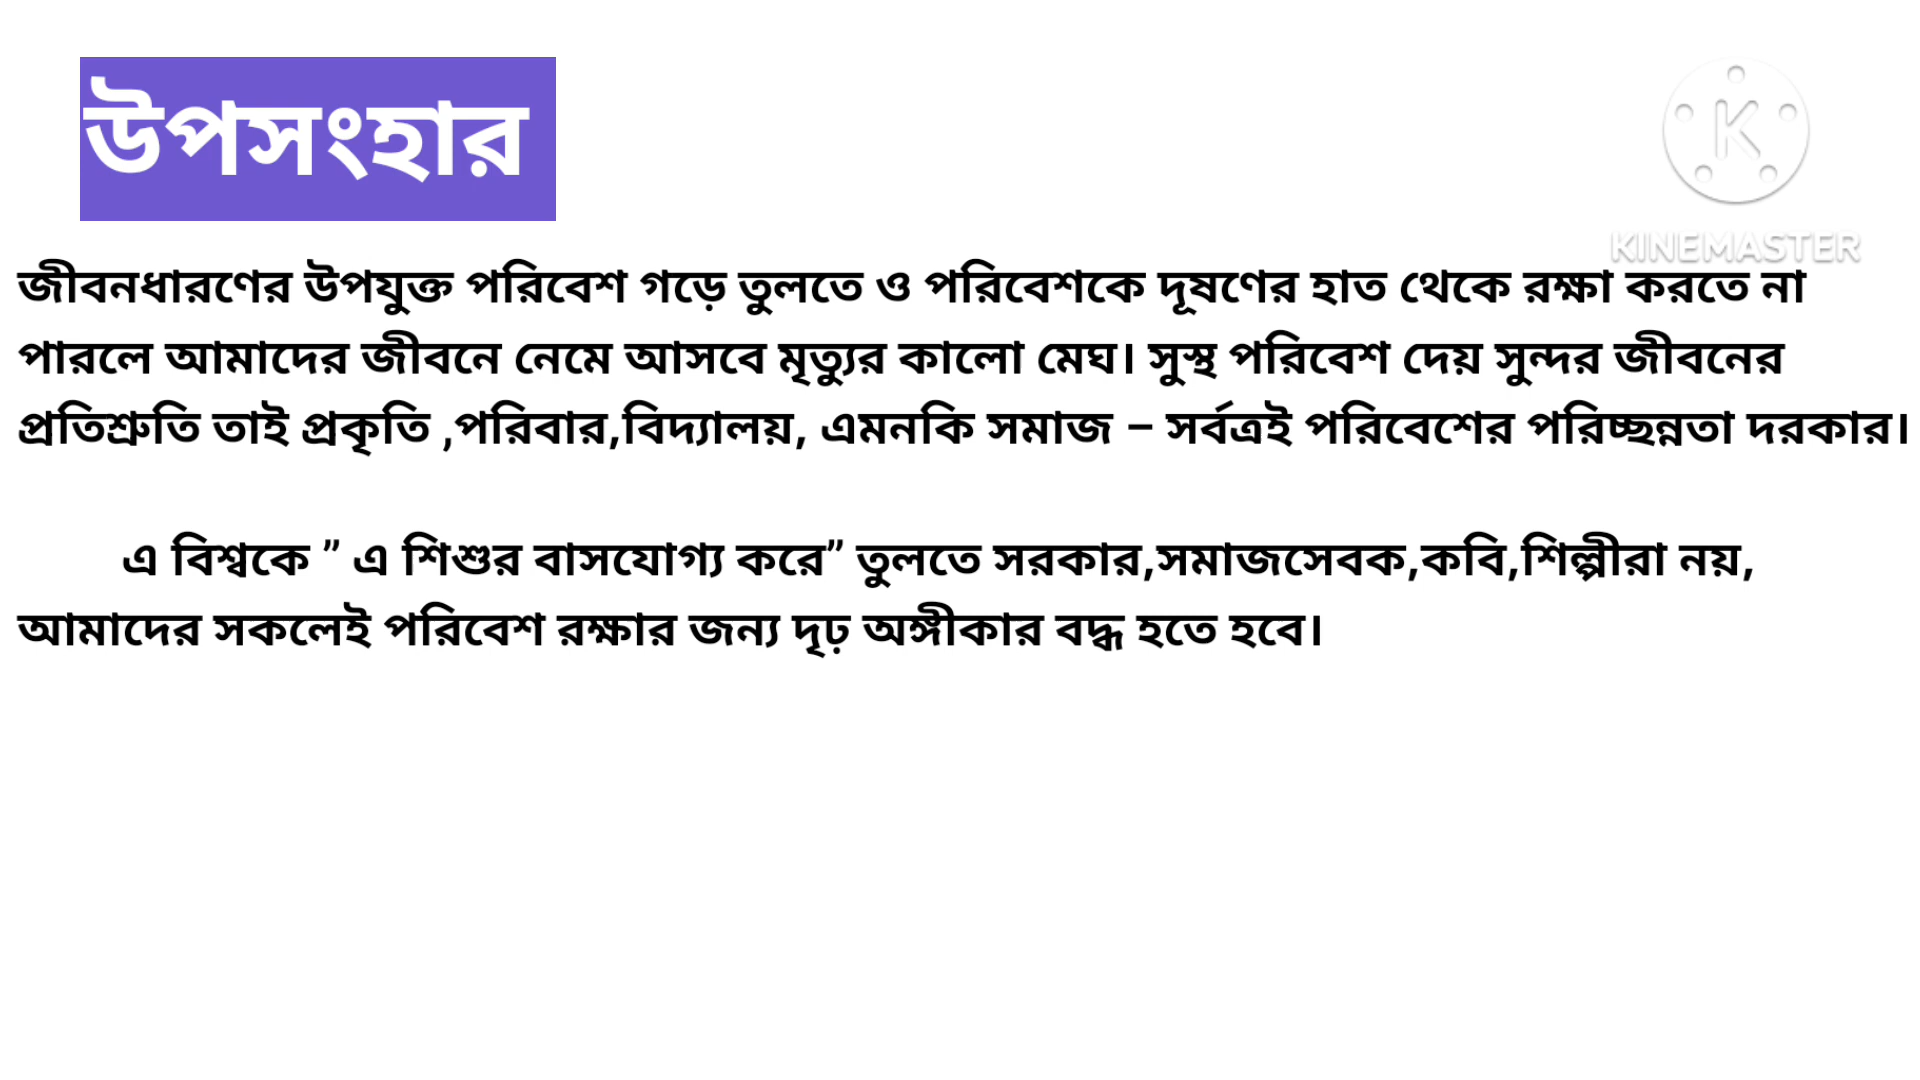 উপসংহার
KINEMASTER
জীবনধারণের উপযুক্ত পরিবেশ গড়ে তুলতে ও পরিবেশকে দূষণের হাত থেকে রক্ষা করতে না
পারলে আমাদের জীবনে নেমে আসবে মৃত্যুর কালো মেঘ। সুস্থ পরিবেশ দেয় সুন্দর জীবনের
প্রতিশ্রুতি তাই প্রকৃতি ,পরিবার,বিদ্যালয়, এমনকি সমাজ – সর্বত্রই পরিবেশের পরিচ্ছন্নতা দরকার।
এ বিশ্বকে ” এ শিশুর বাসযোগ্য করে” তুলতে সরকার,সমাজসেবক,কবি,শিল্পীরা নয়,
আমাদের সকলেই পরিবেশ রক্ষার জন্য দৃঢ় অঙ্গীকার বদ্ধ হতে হবে।